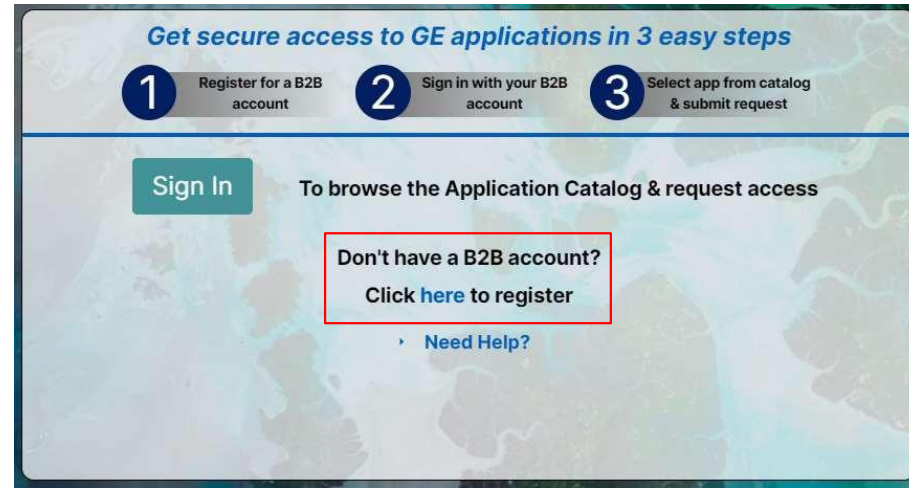 Get secure access to GE applications in 3 easy steps
1 Register for a B2B account
2 Sign in with your B2B account
3 Select app from catalog & submit request
Sign In To browse the Application Catalog & request access
Don't have a B2B account?
Click here to register
Need Help?